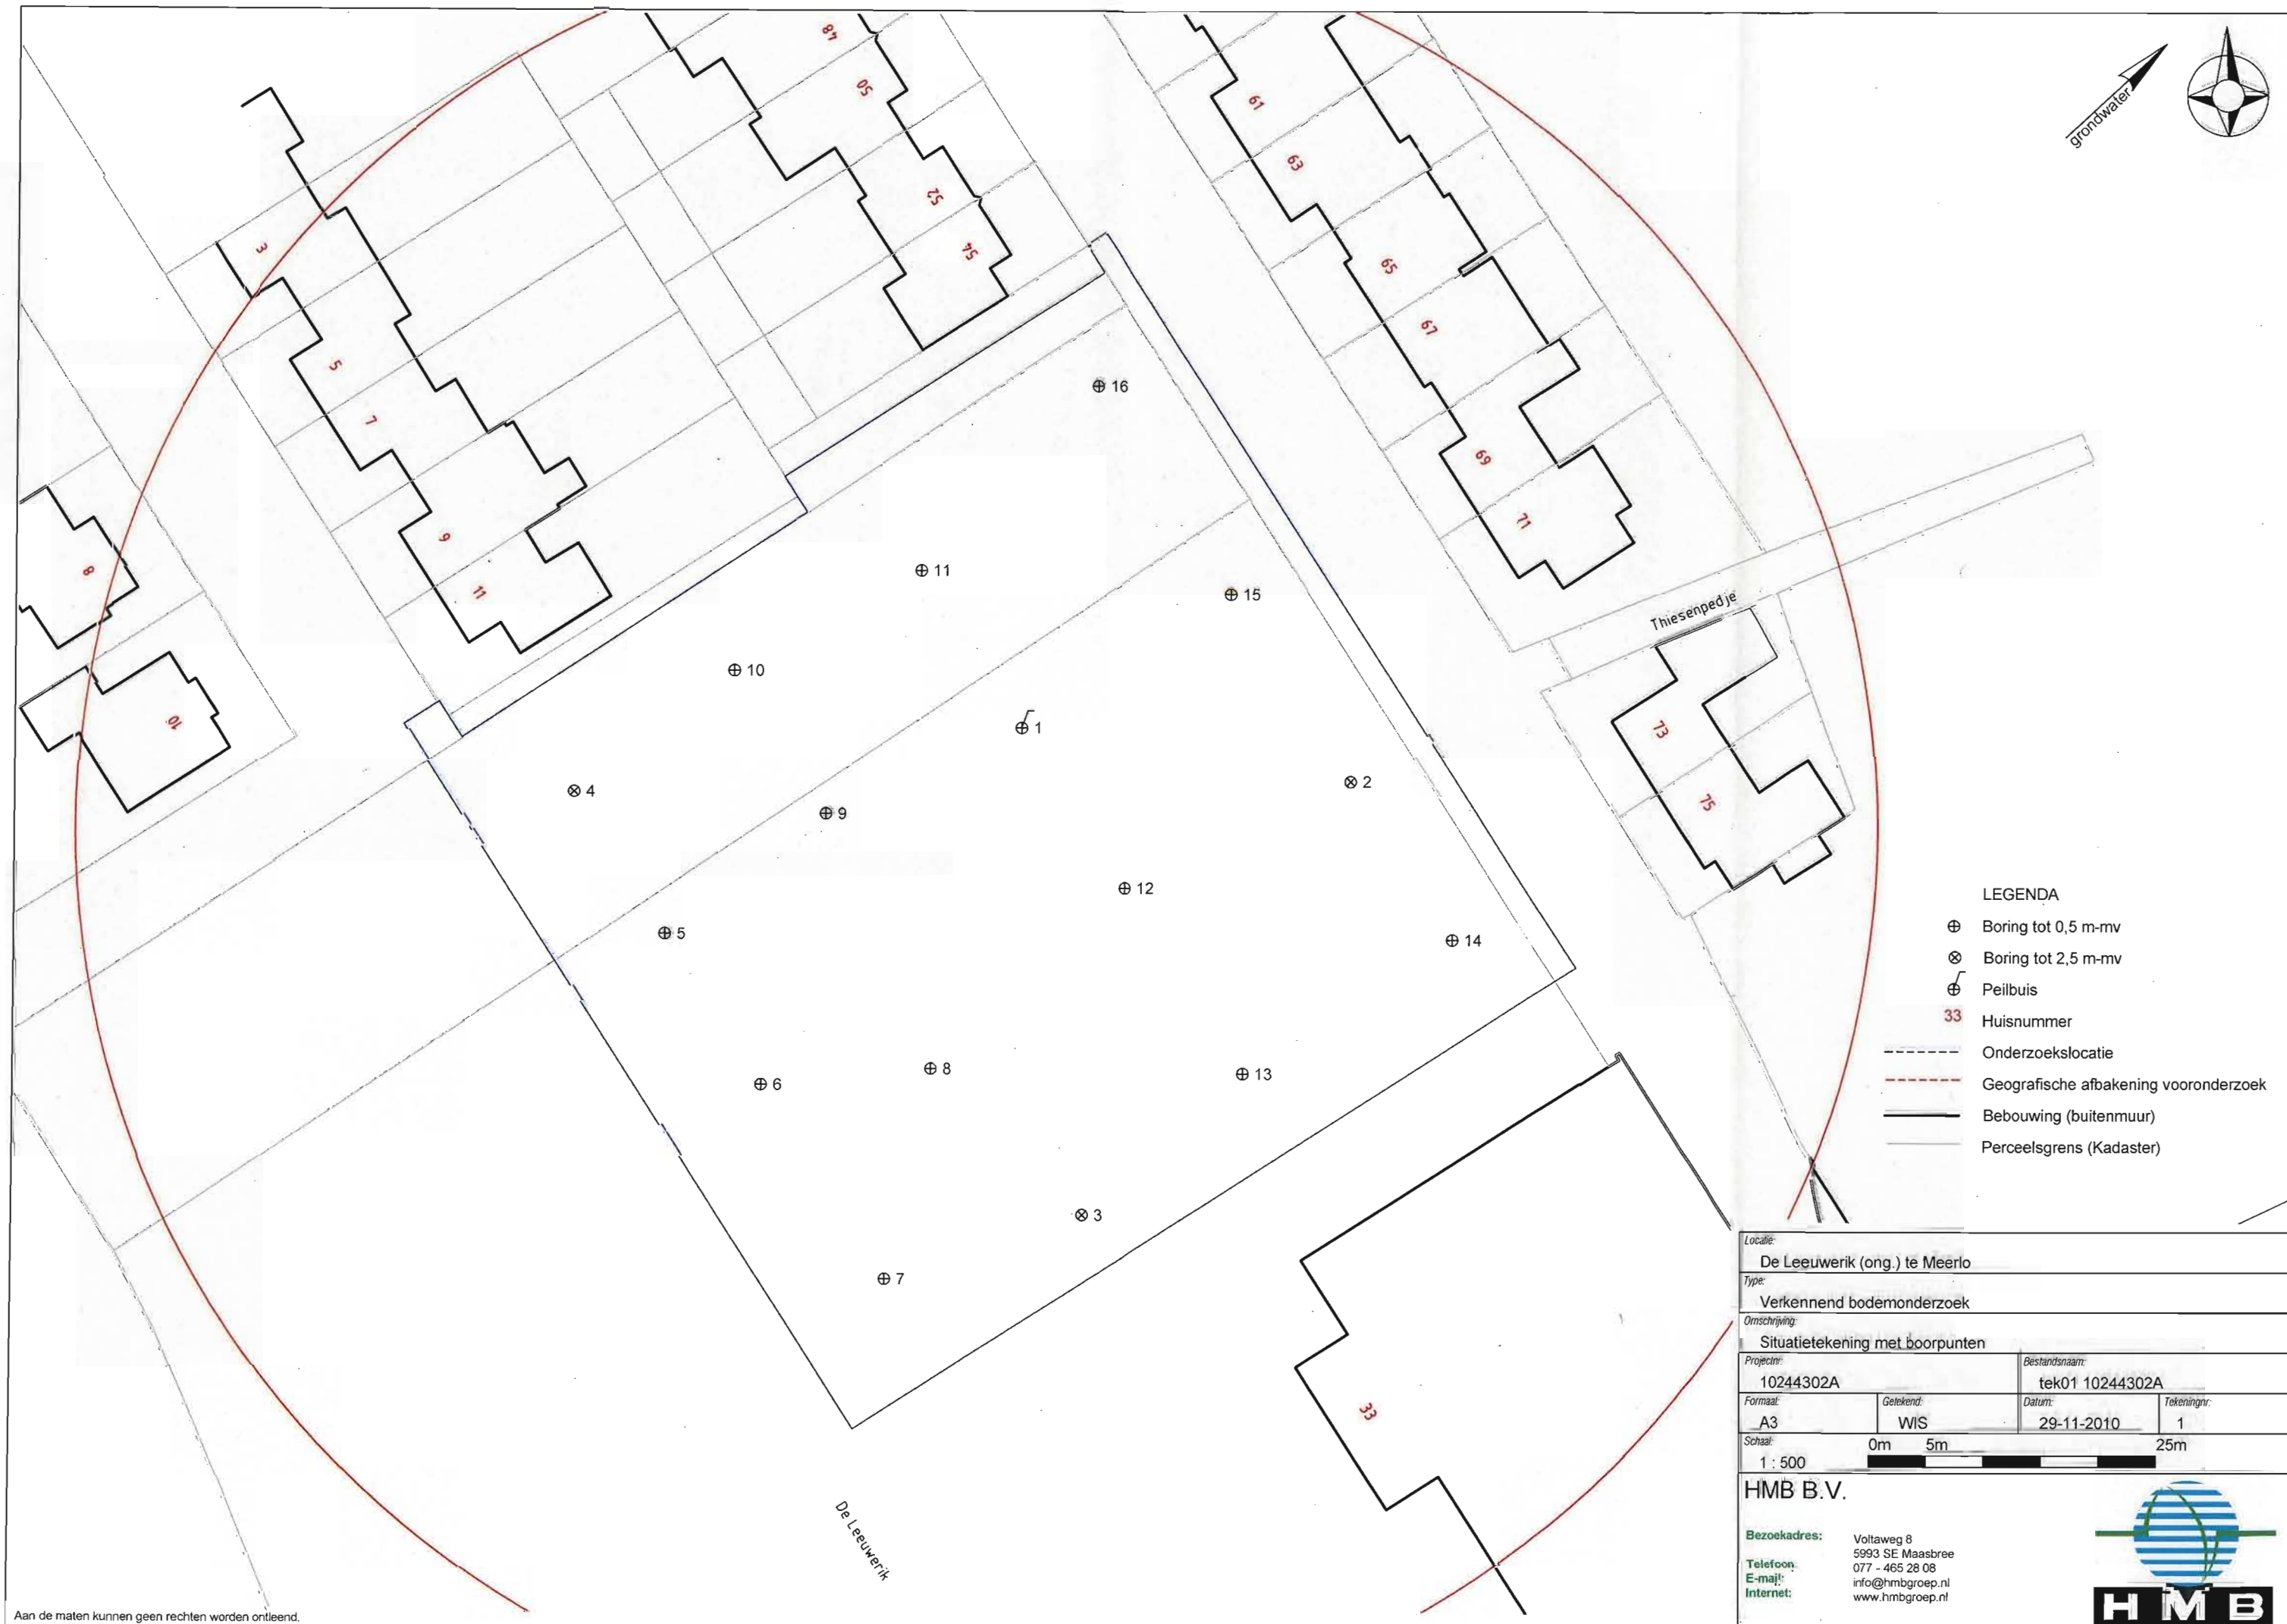 48
50
52
54
61
63
65
67
69
71
73
75
3
5
7
9
11
8
10
33
grondwater
Thiesenpedje
De Leeuwerik
16
11
15
10
1
4
2
9
12
5
14
6
8
13
3
7
LEGENDA
Boring tot 0,5 m-mv
Boring tot 2,5 m-mv
Peilbuis
33 Huisnummer
Onderzoekslocatie
Geografische afbakening vooronderzoek
Bebouwing (buitenmuur)
Perceelsgrens (Kadaster)
Locatie:
De Leeuwerik (ong.) te Meerlo
Type:
Verkennend bodemonderzoek
Omschrijving:
Situatietekening met boorpunten
Projectnr: Bestandsnaam:
10244302A tek01 10244302A
Formaat: Getekend: Datum: Tekeningnr:
A3 WIS 29-11-2010 1
Schaal: 0m 5m 25m
1 : 500
HMB B.V.
Bezoekadres: Voltaweg 8
5993 SE Maasbree
Telefoon: 077 - 465 28 08
E-mail: info@hmbgroep.nl
Internet: www.hmbgroep.nl
HMB
Aan de maten kunnen geen rechten worden ontleend.